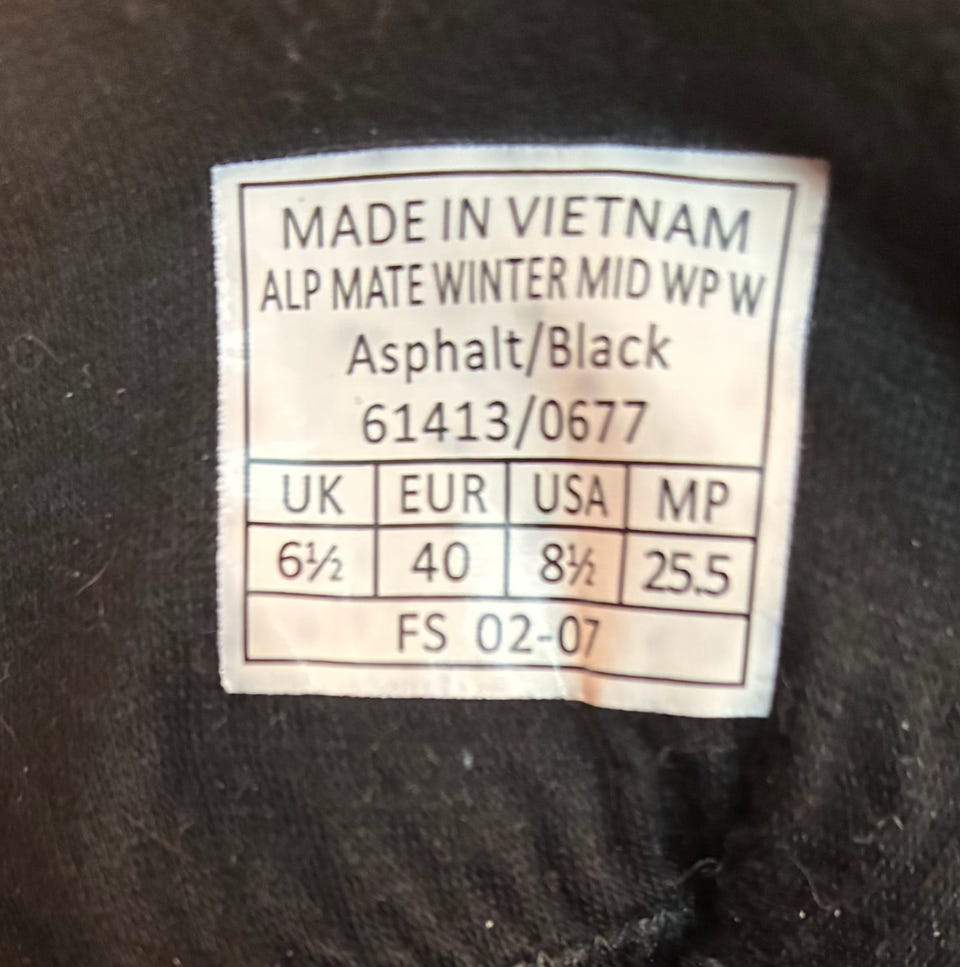 MADE IN VIETNAM
ALP MATE WINTER MID WP W
Asphalt/Black
61413/0677
UK EUR USA MP
6½ 40 8½ 25.5
FS 02-07